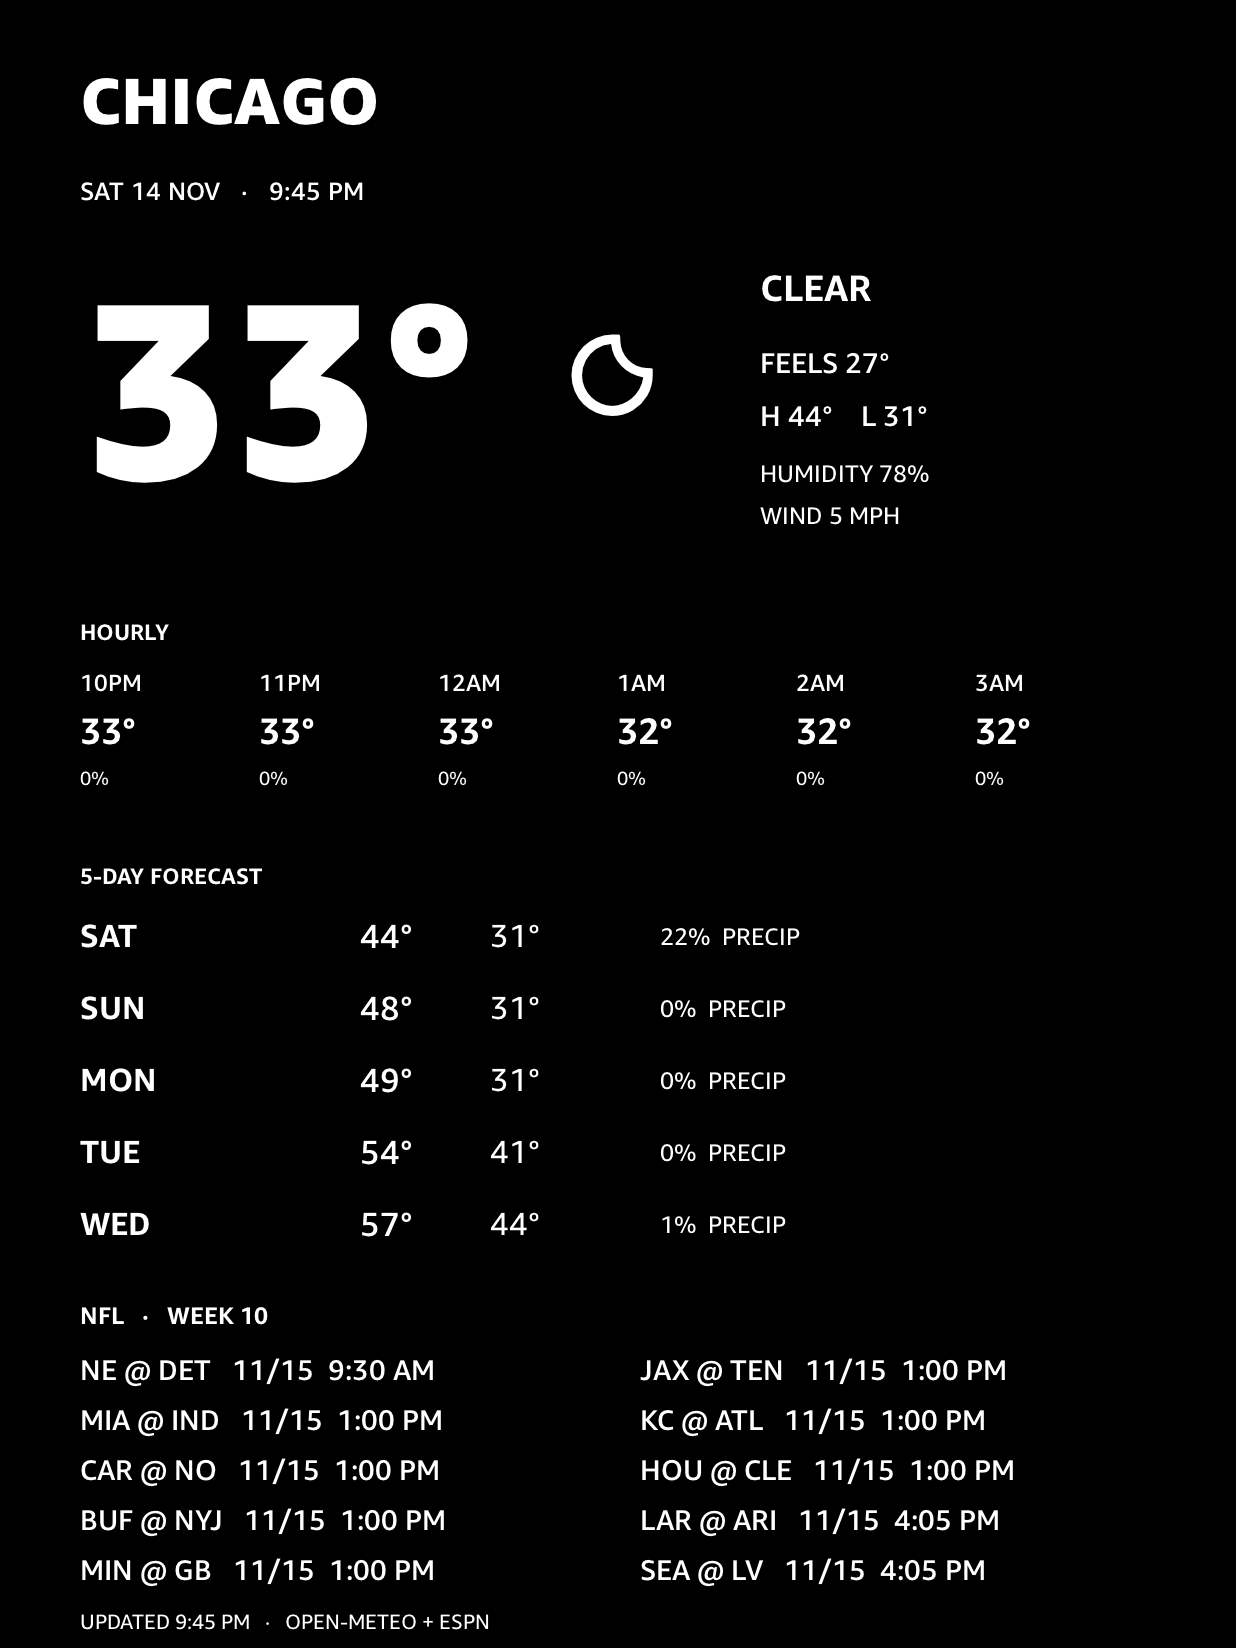 CHICAGO
SAT 14 NOV · 9:45 PM
33°
CLEAR
FEELS 27°
H 44° L 31°
HUMIDITY 78%
WIND 5 MPH
HOURLY
10PM 11PM 12AM 1AM 2AM 3AM
33° 33° 33° 32° 32° 32°
0% 0% 0% 0% 0% 0%
5-DAY FORECAST
SAT 44° 31° 22% PRECIP
SUN 48° 31° 0% PRECIP
MON 49° 31° 0% PRECIP
TUE 54° 41° 0% PRECIP
WED 57° 44° 1% PRECIP
NFL · WEEK 10
NE @ DET 11/15 9:30 AM JAX @ TEN 11/15 1:00 PM
MIA @ IND 11/15 1:00 PM KC @ ATL 11/15 1:00 PM
CAR @ NO 11/15 1:00 PM HOU @ CLE 11/15 1:00 PM
BUF @ NYJ 11/15 1:00 PM LAR @ ARI 11/15 4:05 PM
MIN @ GB 11/15 1:00 PM SEA @ LV 11/15 4:05 PM
UPDATED 9:45 PM · OPEN-METEO + ESPN